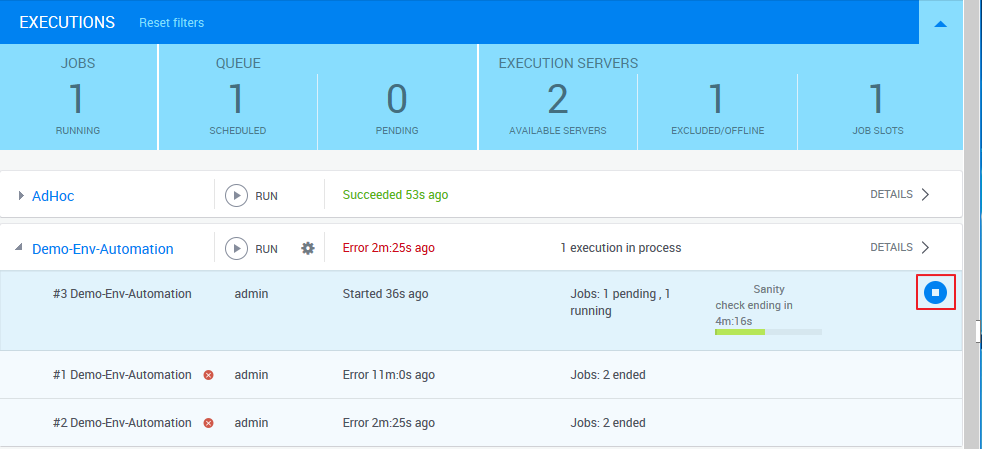 EXECUTIONS Reset filters
JOBS QUEUE EXECUTION SERVERS
1 1 0 2 1 1
RUNNING SCHEDULED PENDING AVAILABLE SERVERS EXCLUDED/OFFLINE JOB SLOTS
AdHoc RUN Succeeded 53s ago DETAILS
Demo-Env-Automation RUN Error 2m:25s ago 1 execution in process DETAILS
#3 Demo-Env-Automation admin Started 36s ago Jobs: 1 pending , 1
running
Sanity
check ending in
4m:16s
#1 Demo-Env-Automation admin Error 11m:0s ago Jobs: 2 ended
#2 Demo-Env-Automation admin Error 2m:25s ago Jobs: 2 ended